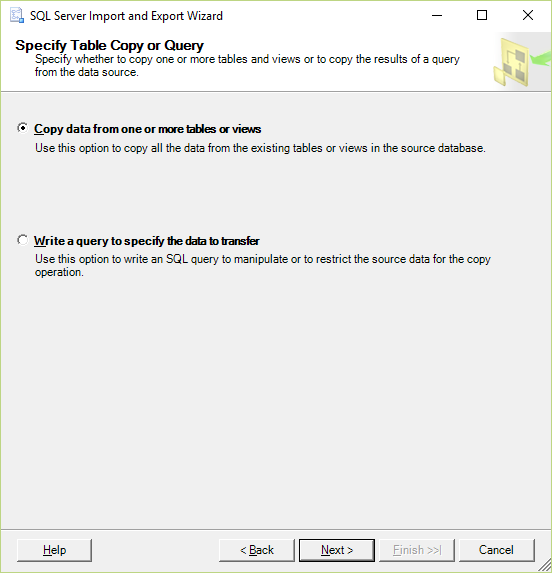 SQL Server Import and Export Wizard
Specify Table Copy or Query
Specify whether to copy one or more tables and views or to copy the results of a query
from the data source.
Copy data from one or more tables or views
Use this option to copy all the data from the existing tables or views in the source database.
Write a query to specify the data to transfer
Use this option to write an SQL query to manipulate or to restrict the source data for the copy
operation.
Help
< Back
Next >
Finish >>|
Cancel